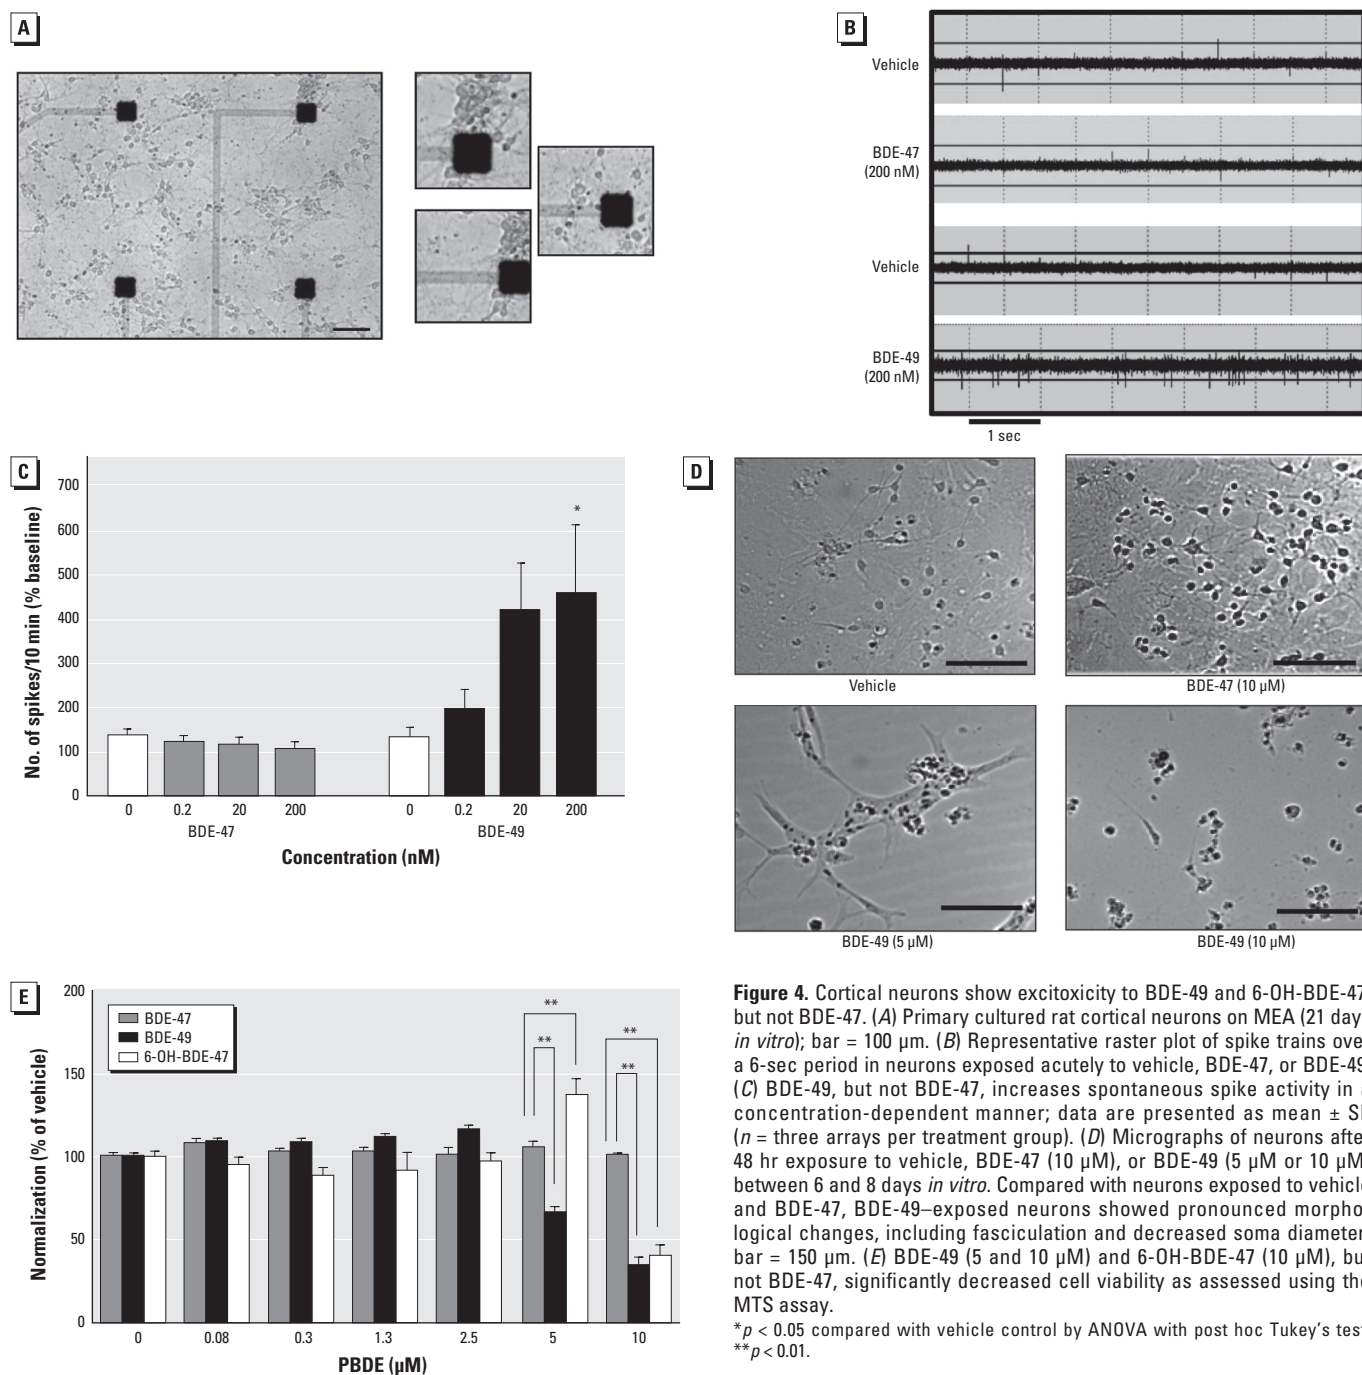 A
B
Vehicle
BDE-47
(200 nM)
Vehicle
BDE-49
(200 nM)
1 sec
C
No. of spikes/10 min (% baseline)
700
600
500
400
300
200
100
0
*
0 0.2 20 200 0 0.2 20 200
BDE-47 BDE-49
Concentration (nM)
D
Vehicle
BDE-47 (10 µM)
BDE-49 (5 µM)
BDE-49 (10 µM)
E
Normalization (% of vehicle)
200
150
100
50
0
BDE-47
BDE-49
6-OH-BDE-47
**
**
**
**
0 0.08 0.3 1.3 2.5 5 10
PBDE (µM)
Figure 4. Cortical neurons show excitoxicity to BDE-49 and 6-OH-BDE-47
but not BDE-47. (A) Primary cultured rat cortical neurons on MEA (21 day
in vitro); bar = 100 µm. (B) Representative raster plot of spike trains ove
a 6-sec period in neurons exposed acutely to vehicle, BDE-47, or BDE-49
(C) BDE-49, but not BDE-47, increases spontaneous spike activity in a
concentration-dependent manner; data are presented as mean ± S
(n = three arrays per treatment group). (D) Micrographs of neurons afte
48 hr exposure to vehicle, BDE-47 (10 µM), or BDE-49 (5 µM or 10 µM
between 6 and 8 days in vitro. Compared with neurons exposed to vehicle
and BDE-47, BDE-49–exposed neurons showed pronounced morpho
logical changes, including fasciculation and decreased soma diameter
bar = 150 µm. (E) BDE-49 (5 and 10 µM) and 6-OH-BDE-47 (10 µM), bu
not BDE-47, significantly decreased cell viability as assessed using the
MTS assay.
*p < 0.05 compared with vehicle control by ANOVA with post hoc Tukey's test
**p < 0.01.